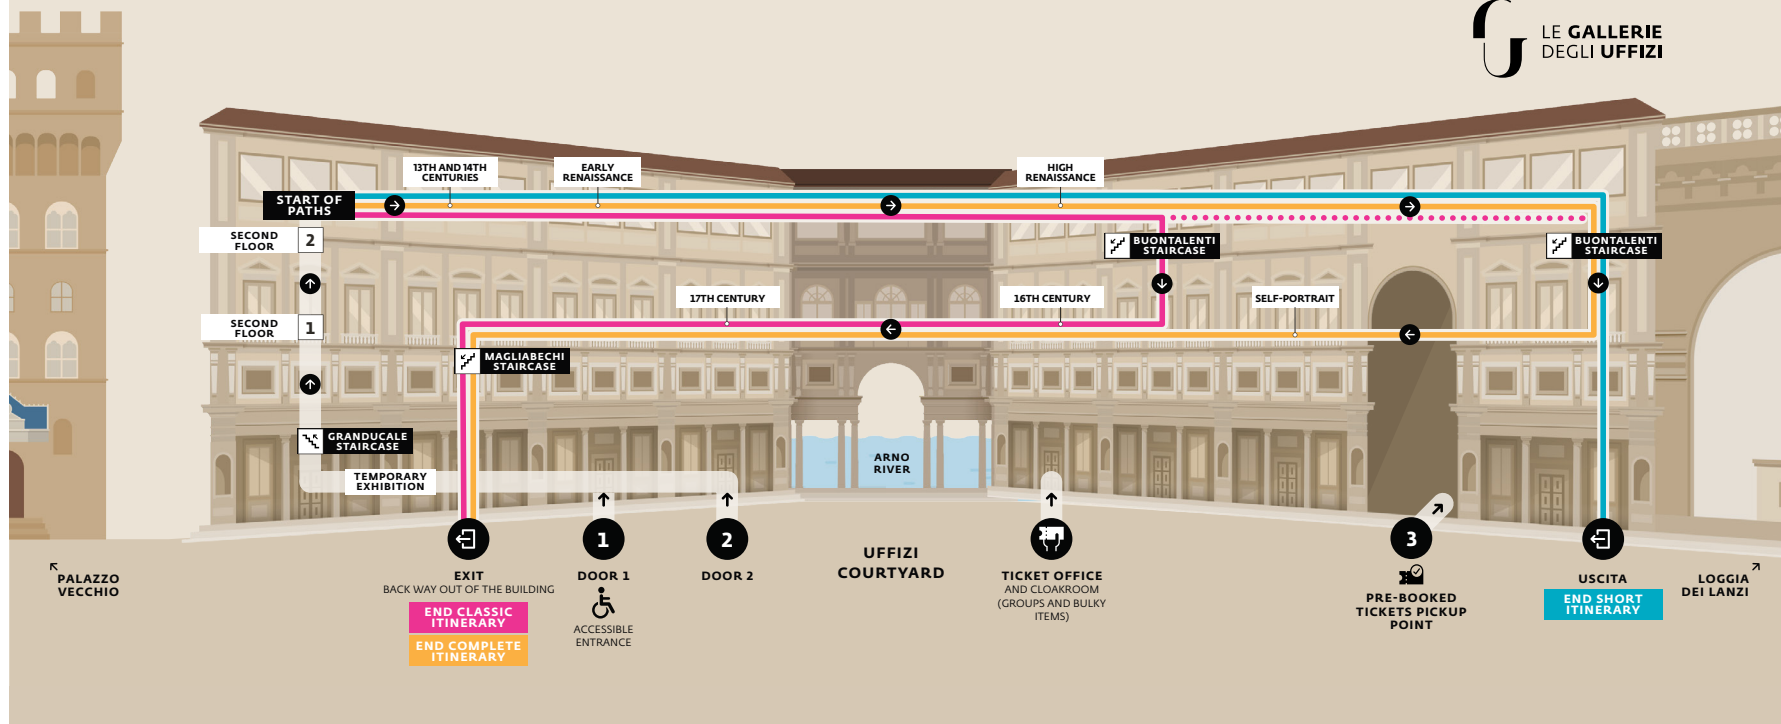 LE GALLERIE
DEGLI UFFIZI
13TH AND 14TH
CENTURIES
EARLY
RENAISSANCE
HIGH
RENAISSANCE
START OF
PATHS
SECOND
FLOOR
2
BUONTALENTI
STAIRCASE
BUONTALENTI
STAIRCASE
17TH CENTURY
16TH CENTURY
SELF-PORTRAIT
SECOND
FLOOR
1
MAGLIABECHI
STAIRCASE
GRANDUCALE
STAIRCASE
TEMPORARY
EXHIBITION
ARNO
RIVER
PALAZZO
VECCHIO
EXIT
BACK WAY OUT OF THE BUILDING
END CLASSIC
ITINERARY
END COMPLETE
ITINERARY
1
DOOR 1
ACCESSIBLE
ENTRANCE
2
DOOR 2
UFFIZI
COURTYARD
TICKET OFFICE
AND CLOAKROOM
(GROUPS AND BULKY
ITEMS)
3
PRE-BOOKED
TICKETS PICKUP
POINT
USCITA
END SHORT
ITINERARY
LOGGIA
DEI LANZI